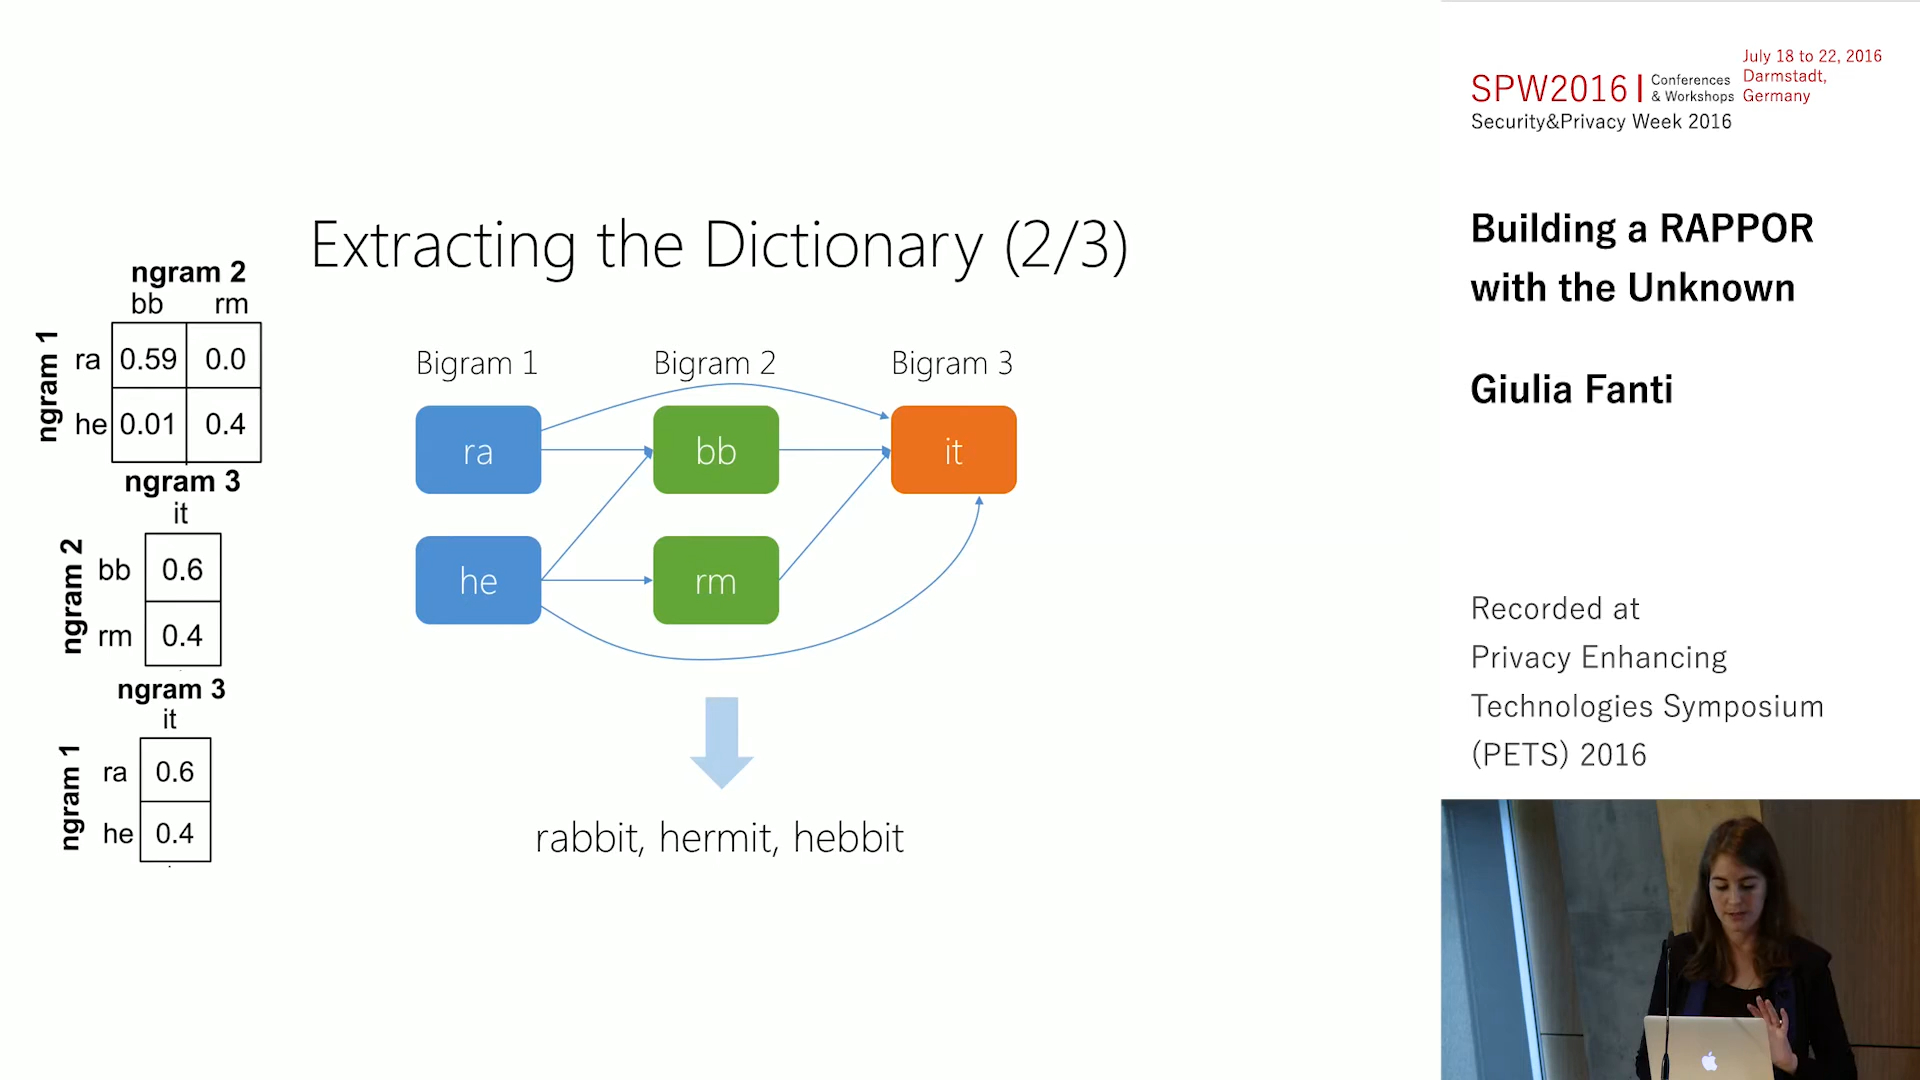 Extracting the Dictionary (2/3)
ngram 2
bb rm
ngram 1
ra 0.59 0.0
he 0.01 0.4
ngram 3
it
ngram 2
bb 0.6
rm 0.4
ngram 3
it
ngram 1
ra 0.6
he 0.4
Bigram 1 Bigram 2 Bigram 3
ra bb it
he rm
rabbit, hermit, hebbit
SPW2016 | Conferences & Workshops
July 18 to 22, 2016
Darmstadt,
Germany
Security&Privacy Week 2016
Building a RAPPOR
with the Unknown
Giulia Fanti
Recorded at
Privacy Enhancing
Technologies Symposium
(PETS) 2016